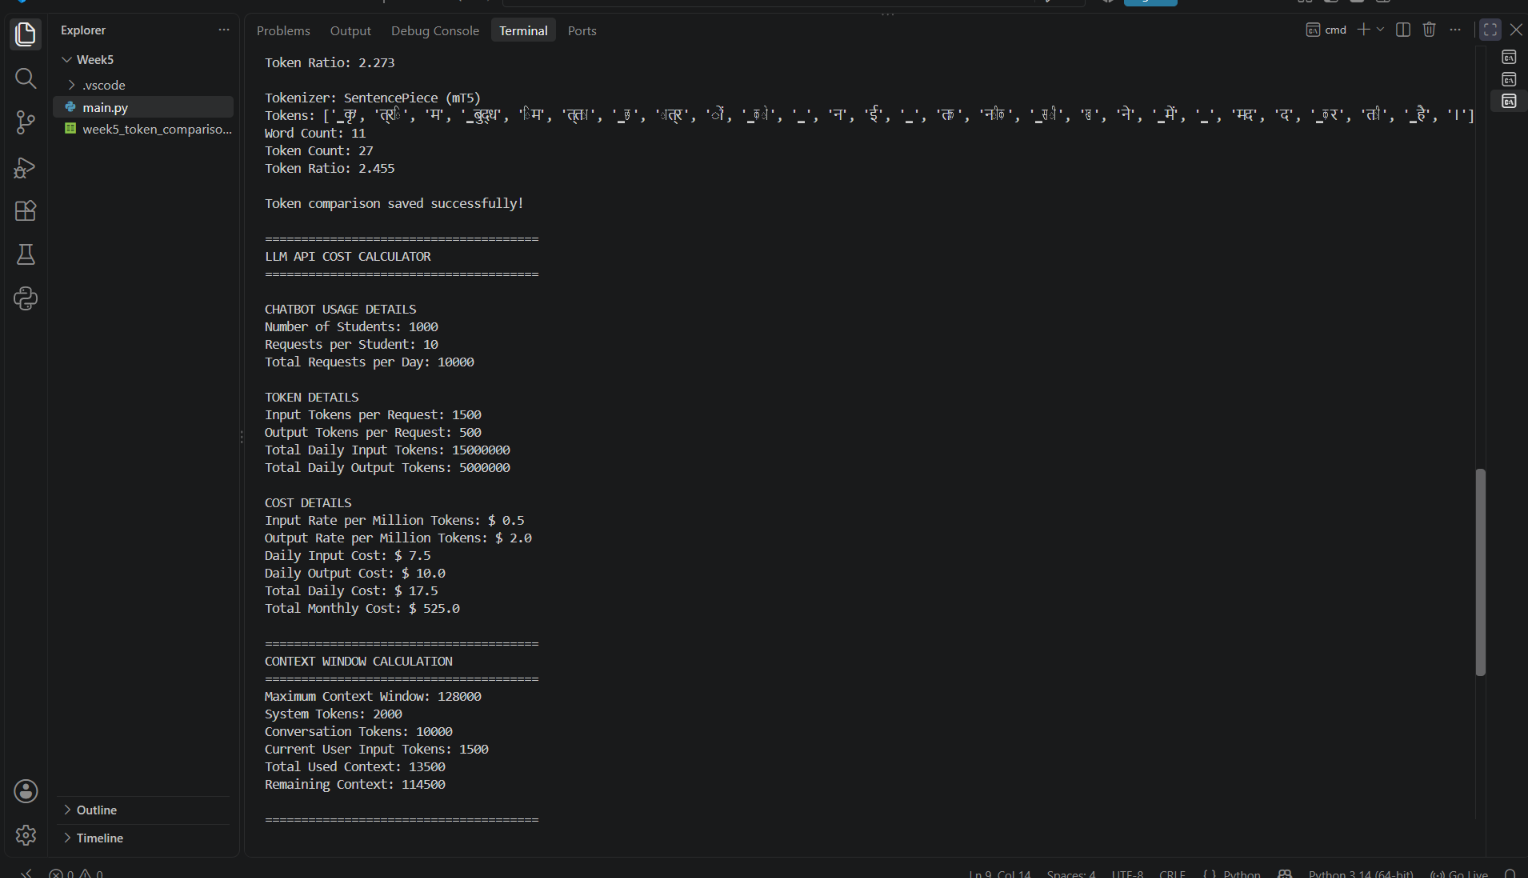 Explorer
Week5
.vscode
main.py
week5_token_compariso...
Outline
Timeline
Problems
Output
Debug Console
Terminal
Ports
cmd
Token Ratio: 2.273
Tokenizer: SentencePiece (mT5)
Tokens: ['▁कृ', 'त्रि', 'म', '▁बुद्ध', 'िम', 'त्ता', '▁छ', 'ात्र', 'ों', '▁को', '▁', 'न', 'ई', '▁', 'तक', 'नीक', '▁सी', 'ख', 'ने', '▁में', '▁', 'मद', 'द', '▁कर', 'ती', '▁है', '।']
Word Count: 11
Token Count: 27
Token Ratio: 2.455
Token comparison saved successfully!
======================================
LLM API COST CALCULATOR
======================================
CHATBOT USAGE DETAILS
Number of Students: 1000
Requests per Student: 10
Total Requests per Day: 10000
TOKEN DETAILS
Input Tokens per Request: 1500
Output Tokens per Request: 500
Total Daily Input Tokens: 15000000
Total Daily Output Tokens: 5000000
COST DETAILS
Input Rate per Million Tokens: $ 0.5
Output Rate per Million Tokens: $ 2.0
Daily Input Cost: $ 7.5
Daily Output Cost: $ 10.0
Total Daily Cost: $ 17.5
Total Monthly Cost: $ 525.0
======================================
CONTEXT WINDOW CALCULATION
======================================
Maximum Context Window: 128000
System Tokens: 2000
Conversation Tokens: 10000
Current User Input Tokens: 1500
Total Used Context: 13500
Remaining Context: 114500
======================================
0 0
Ln 9, Col 14
Spaces: 4
UTF-8
CRLF
{ } Python
Python 3.14 (64-bit)
Go Live